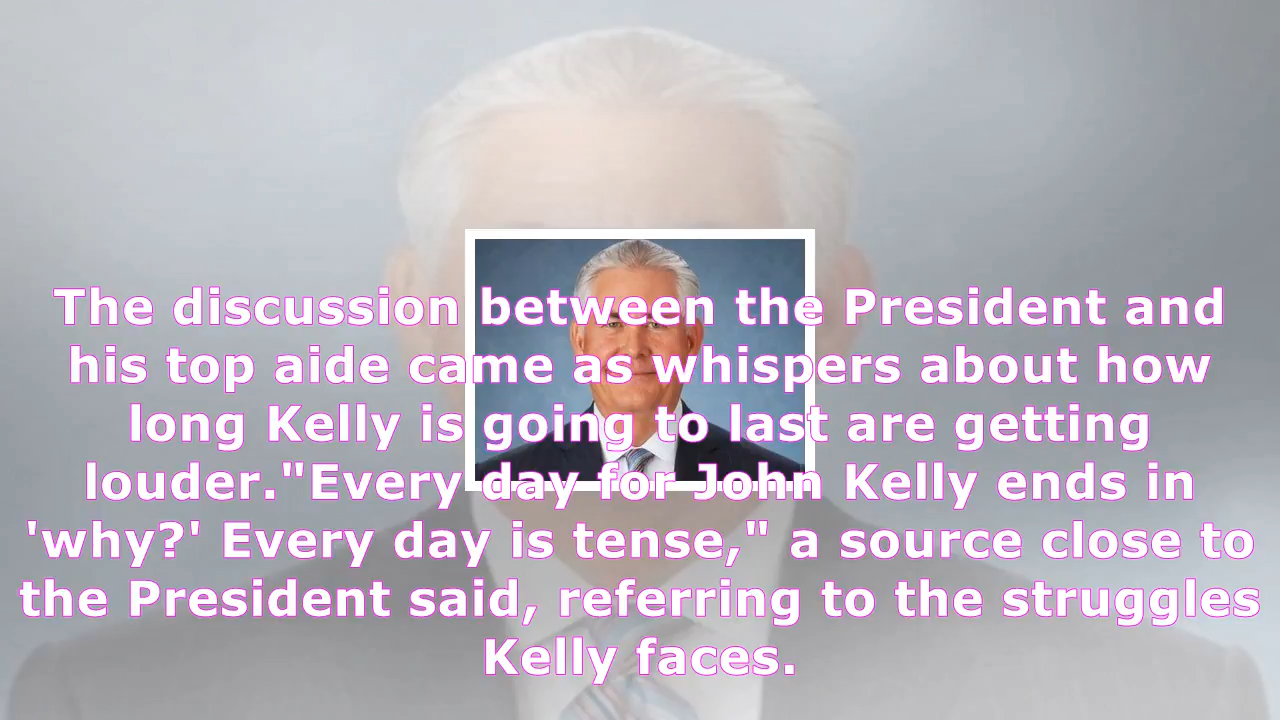 The discussion between the President and
his top aide came as whispers about how
long Kelly is going to last are getting
louder."Every day for John Kelly ends in
'why?' Every day is tense," a source close to
the President said, referring to the struggles
Kelly faces.